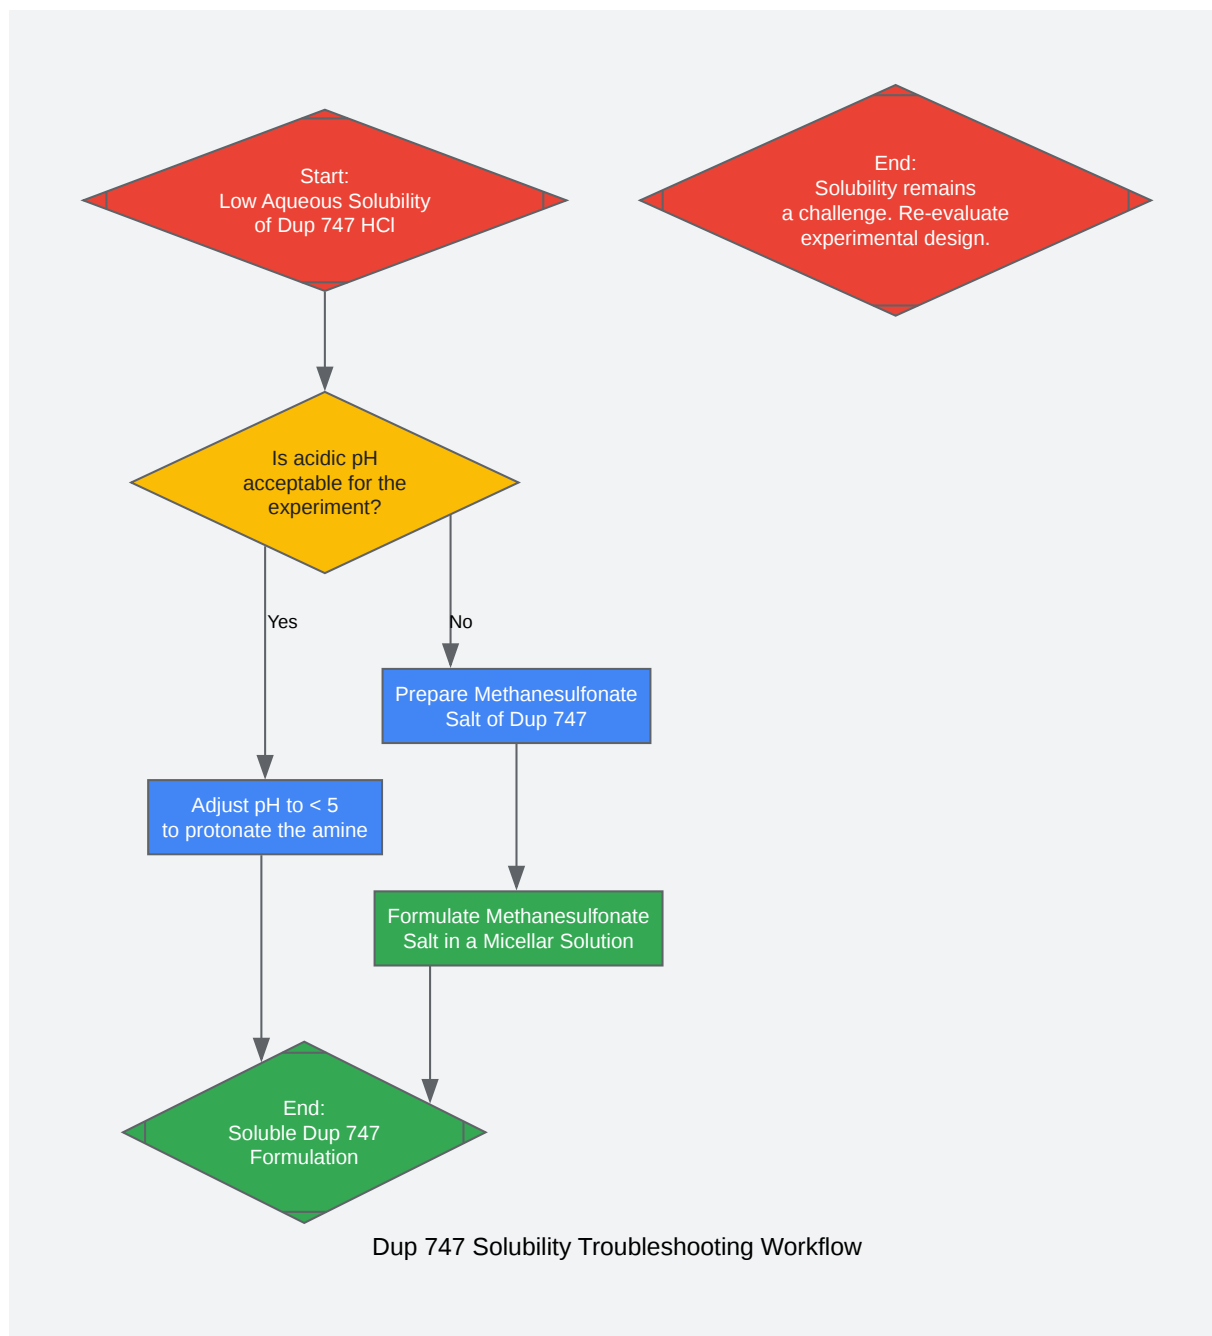 Start:
Low Aqueous Solubility
of Dup 747 HCl
End:
Solubility remains
a challenge. Re-evaluate
experimental design.
Is acidic pH
acceptable for the
experiment?
Yes
No
Prepare Methanesulfonate
Salt of Dup 747
Adjust pH to < 5
to protonate the amine
Formulate Methanesulfonate
Salt in a Micellar Solution
End:
Soluble Dup 747
Formulation
Dup 747 Solubility Troubleshooting Workflow